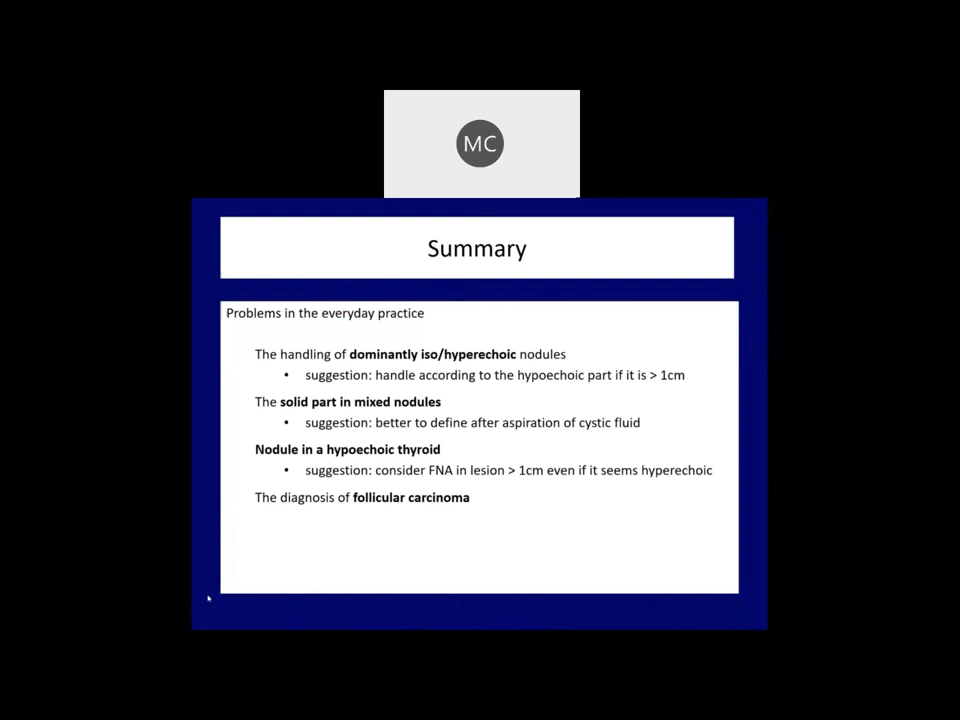 MC
Summary
Problems in the everyday practice
The handling of dominantly iso/hyperechoic nodules
• suggestion: handle according to the hypoechoic part if it is > 1cm
The solid part in mixed nodules
• suggestion: better to define after aspiration of cystic fluid
Nodule in a hypoechoic thyroid
• suggestion: consider FNA in lesion > 1cm even if it seems hyperechoic
The diagnosis of follicular carcinoma